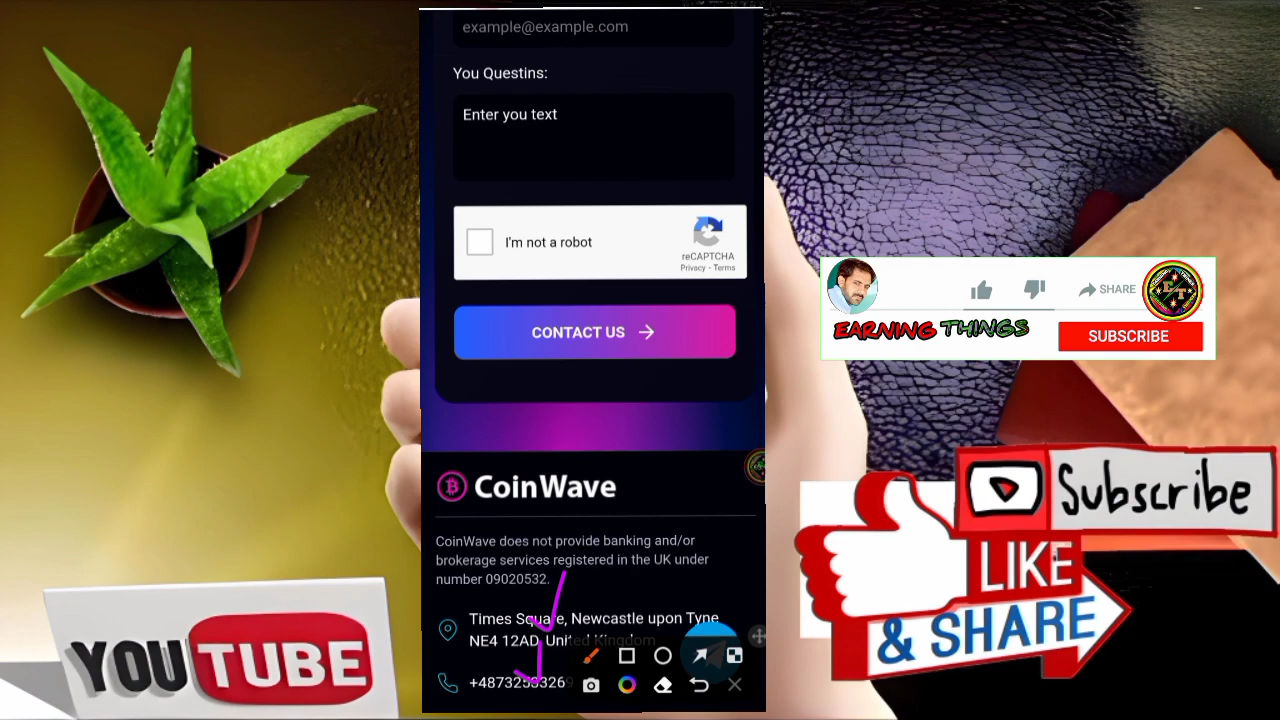 example@example.com
You Questins:
Enter you text
I'm not a robot
reCAPTCHA
Privacy - Terms
CONTACT US
CoinWave
CoinWave does not provide banking and/or
brokerage services registered in the UK under
number 09020532.
Times Square, Newcastle upon Tyne
NE4 12AD, United Kingdom
SHARE
EARNING THINGS
ET
SUBSCRIBE
Subscribe
LIKE
& SHARE
YOUTUBE